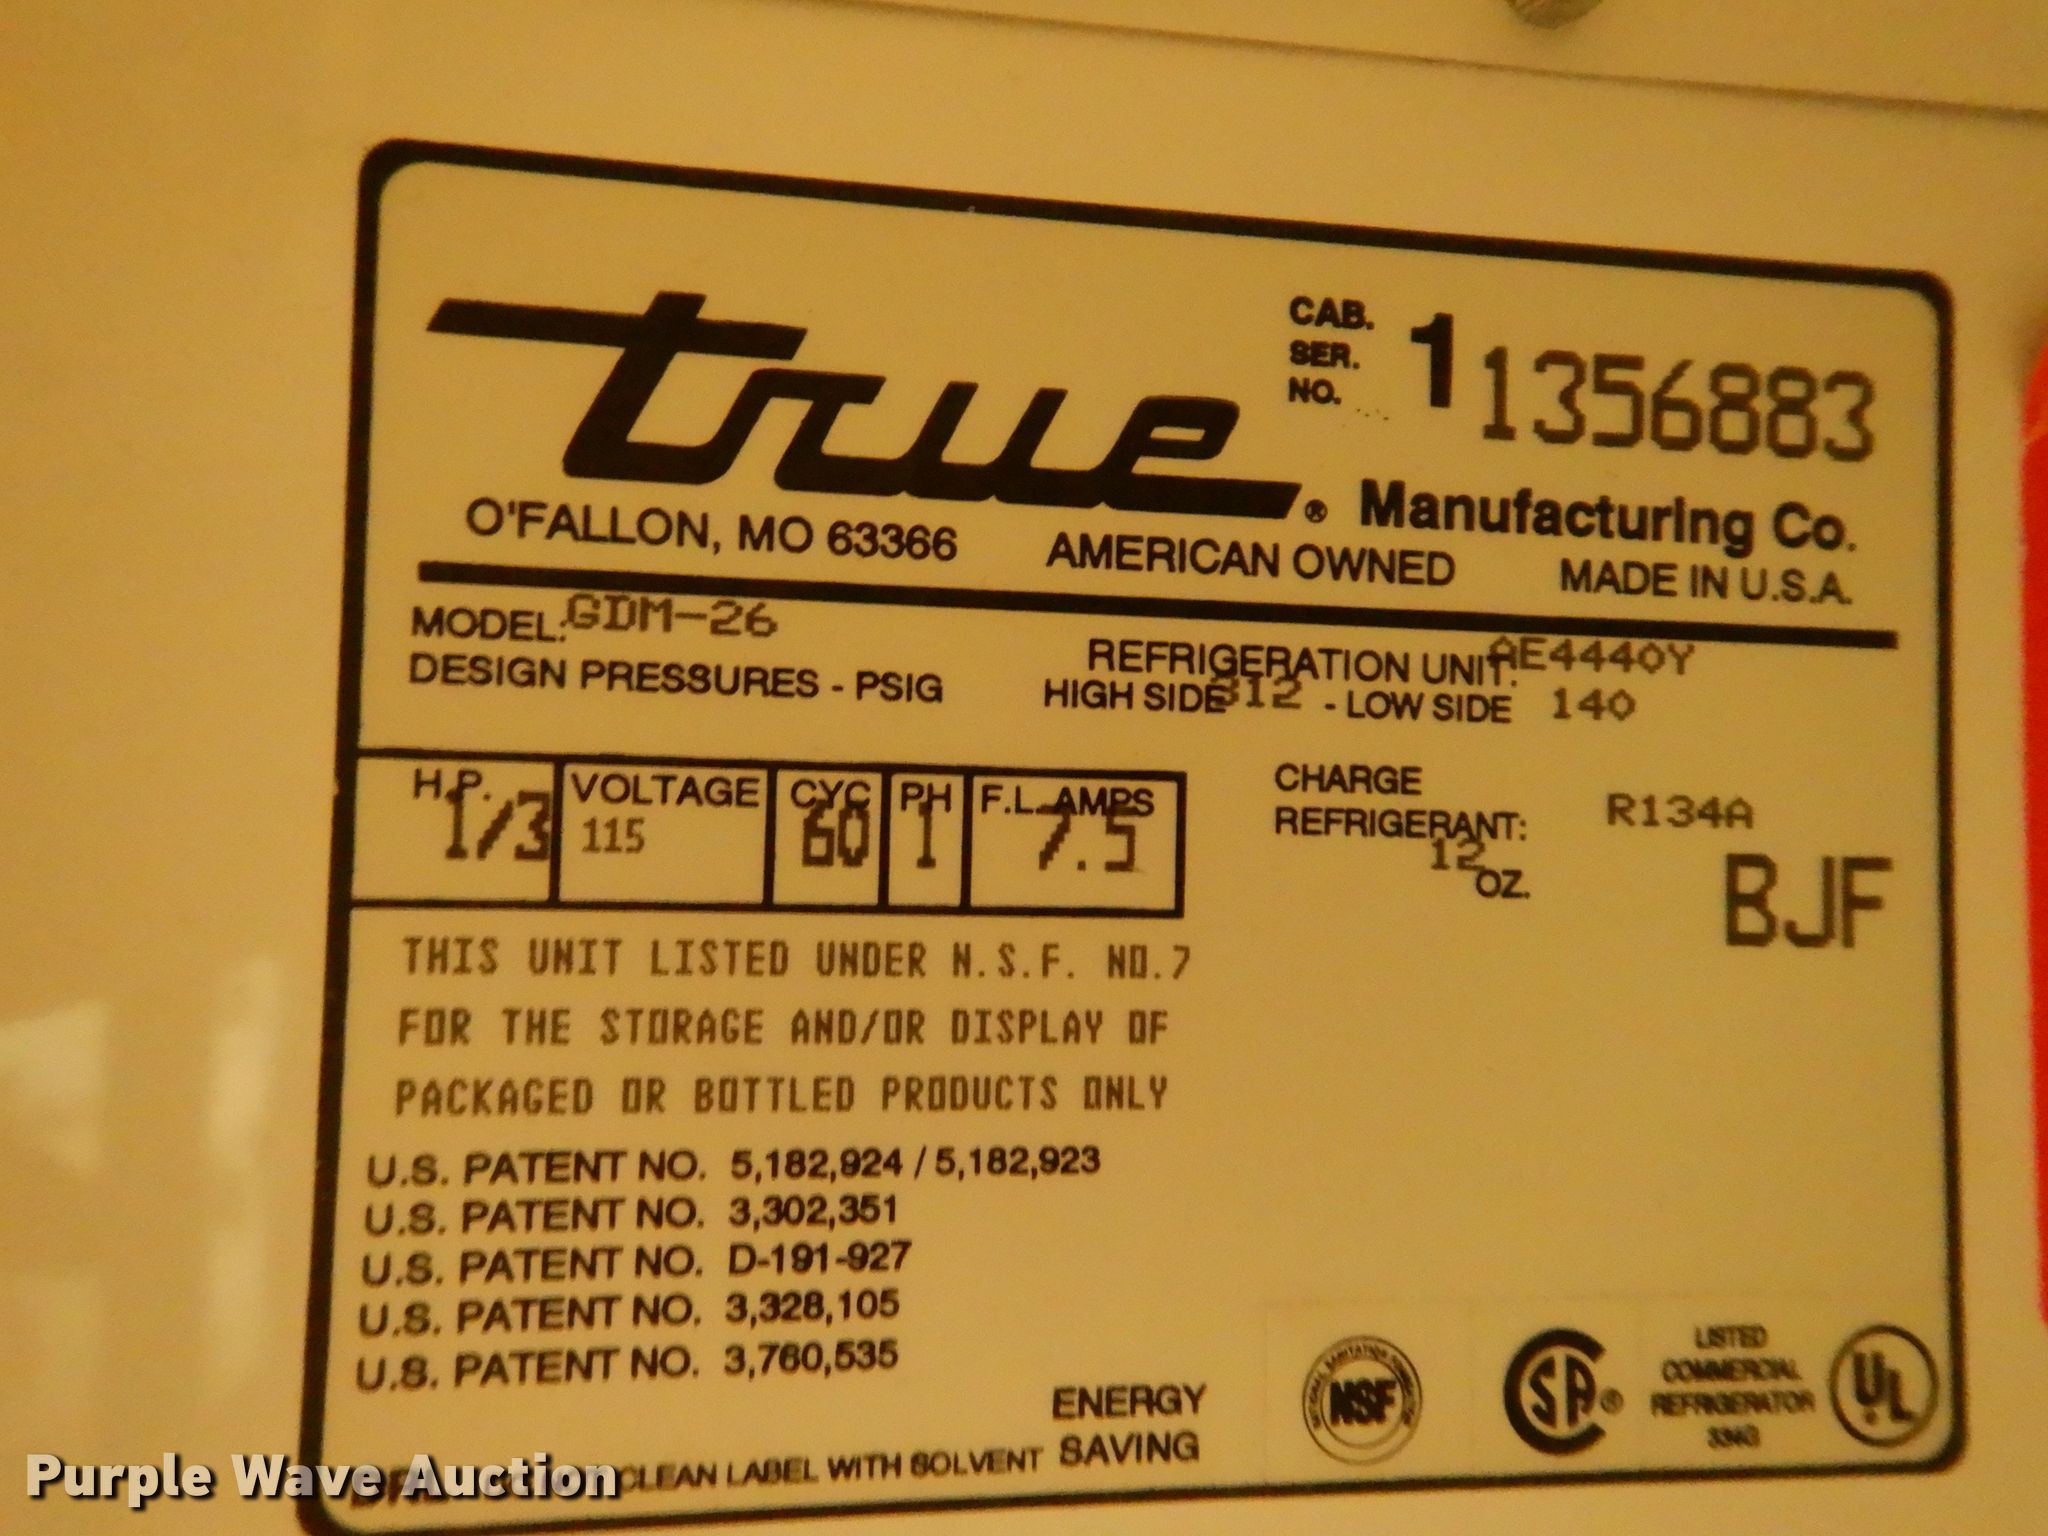 true® Manufacturing Co.
CAB.
SER.
NO. 1 1356883
O'FALLON, MO 63366 AMERICAN OWNED MADE IN U.S.A.
MODEL: GDM-26 REFRIGERATION UNIT: AE4440Y
DESIGN PRESSURES - PSIG HIGH SIDE 312 - LOW SIDE 140
H.P. VOLTAGE CYC PH F.L. AMPS
1/3 115 60 1 7.5
CHARGE
REFRIGERANT: R134A
12 OZ.
BJF
THIS UNIT LISTED UNDER N.S.F. NO.7
FOR THE STORAGE AND/OR DISPLAY OF
PACKAGED OR BOTTLED PRODUCTS ONLY
U.S. PATENT NO. 5,182,924 / 5,182,923
U.S. PATENT NO. 3,302,351
U.S. PATENT NO. D-191-927
U.S. PATENT NO. 3,328,105
U.S. PATENT NO. 3,760,535
ENERGY
SAVING
CLEAN LABEL WITH SOLVENT
NSF
SA®
LISTED
COMMERCIAL
REFRIGERATOR
UL
Purple Wave Auction